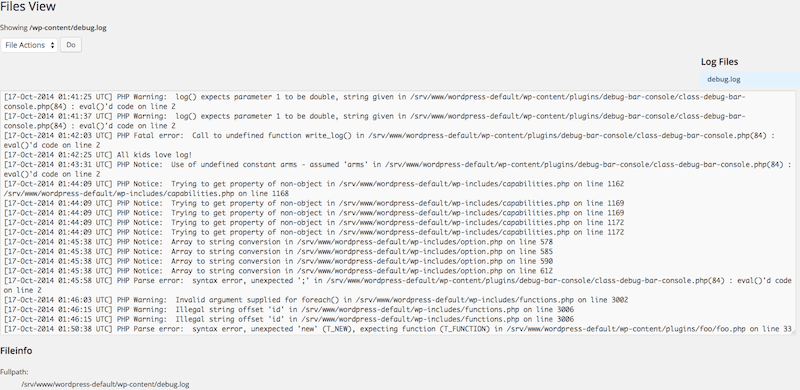 Files View
Showing /wp-content/debug.log
File Actions
Do
Log Files
debug.log
[17-Oct-2014 01:41:25 UTC] PHP Warning:  log() expects parameter 1 to be double, string given in /srv/www/wordpress-default/wp-content/plugins/debug-bar-console/class-debug-bar-
console.php(84) : eval()'d code on line 2
[17-Oct-2014 01:41:37 UTC] PHP Warning:  log() expects parameter 1 to be double, string given in /srv/www/wordpress-default/wp-content/plugins/debug-bar-console/class-debug-bar-
console.php(84) : eval()'d code on line 2
[17-Oct-2014 01:42:03 UTC] PHP Fatal error:  Call to undefined function write_log() in /srv/www/wordpress-default/wp-content/plugins/debug-bar-console/class-debug-bar-console.php(84) :
eval()'d code on line 2
[17-Oct-2014 01:42:25 UTC] All kids love log!
[17-Oct-2014 01:43:31 UTC] PHP Notice:  Use of undefined constant arms - assumed 'arms' in /srv/www/wordpress-default/wp-content/plugins/debug-bar-console/class-debug-bar-console.php(84) :
eval()'d code on line 2
[17-Oct-2014 01:44:09 UTC] PHP Notice:  Trying to get property of non-object in /srv/www/wordpress-default/wp-includes/capabilities.php on line 1162
/srv/www/wordpress-default/wp-includes/capabilities.php on line 1168
[17-Oct-2014 01:44:09 UTC] PHP Notice:  Trying to get property of non-object in /srv/www/wordpress-default/wp-includes/capabilities.php on line 1169
[17-Oct-2014 01:44:09 UTC] PHP Notice:  Trying to get property of non-object in /srv/www/wordpress-default/wp-includes/capabilities.php on line 1169
[17-Oct-2014 01:44:09 UTC] PHP Notice:  Trying to get property of non-object in /srv/www/wordpress-default/wp-includes/capabilities.php on line 1172
[17-Oct-2014 01:44:09 UTC] PHP Notice:  Trying to get property of non-object in /srv/www/wordpress-default/wp-includes/capabilities.php on line 1172
[17-Oct-2014 01:45:38 UTC] PHP Notice:  Array to string conversion in /srv/www/wordpress-default/wp-includes/option.php on line 578
[17-Oct-2014 01:45:38 UTC] PHP Notice:  Array to string conversion in /srv/www/wordpress-default/wp-includes/option.php on line 585
[17-Oct-2014 01:45:38 UTC] PHP Notice:  Array to string conversion in /srv/www/wordpress-default/wp-includes/option.php on line 590
[17-Oct-2014 01:45:38 UTC] PHP Notice:  Array to string conversion in /srv/www/wordpress-default/wp-includes/option.php on line 612
[17-Oct-2014 01:45:58 UTC] PHP Parse error:  syntax error, unexpected ';' in /srv/www/wordpress-default/wp-content/plugins/debug-bar-console/class-debug-bar-console.php(84) : eval()'d code
on line 2
[17-Oct-2014 01:46:03 UTC] PHP Warning:  Invalid argument supplied for foreach() in /srv/www/wordpress-default/wp-includes/functions.php on line 3002
[17-Oct-2014 01:46:15 UTC] PHP Warning:  Illegal string offset 'id' in /srv/www/wordpress-default/wp-includes/functions.php on line 3006
[17-Oct-2014 01:46:15 UTC] PHP Warning:  Illegal string offset 'id' in /srv/www/wordpress-default/wp-includes/functions.php on line 3006
[17-Oct-2014 01:50:38 UTC] PHP Parse error:  syntax error, unexpected 'new' (T_NEW), expecting function (T_FUNCTION) in /srv/www/wordpress-default/wp-content/plugins/foo/foo.php on line 33
Fileinfo
Fullpath:
/srv/www/wordpress-default/wp-content/debug.log